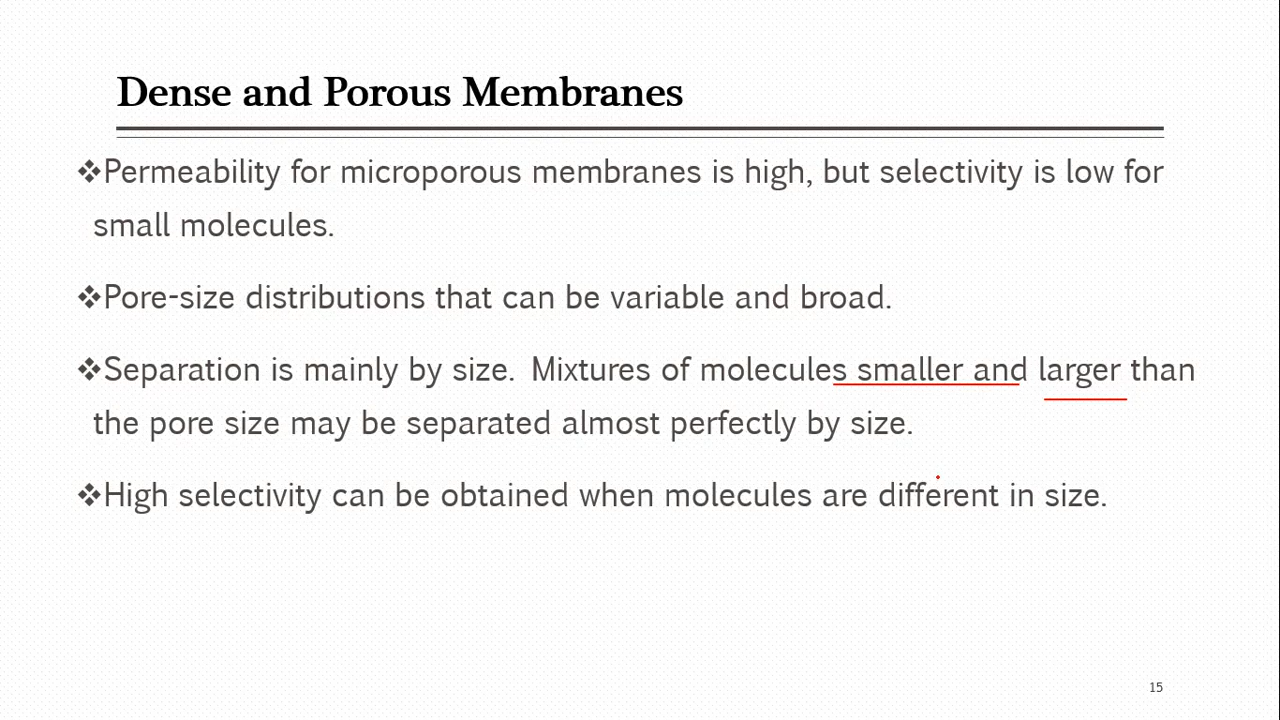 Dense and Porous Membranes
❖Permeability for microporous membranes is high, but selectivity is low for
small molecules.
❖Pore-size distributions that can be variable and broad.
❖Separation is mainly by size. Mixtures of molecules smaller and larger than
the pore size may be separated almost perfectly by size.
❖High selectivity can be obtained when molecules are different in size.
15